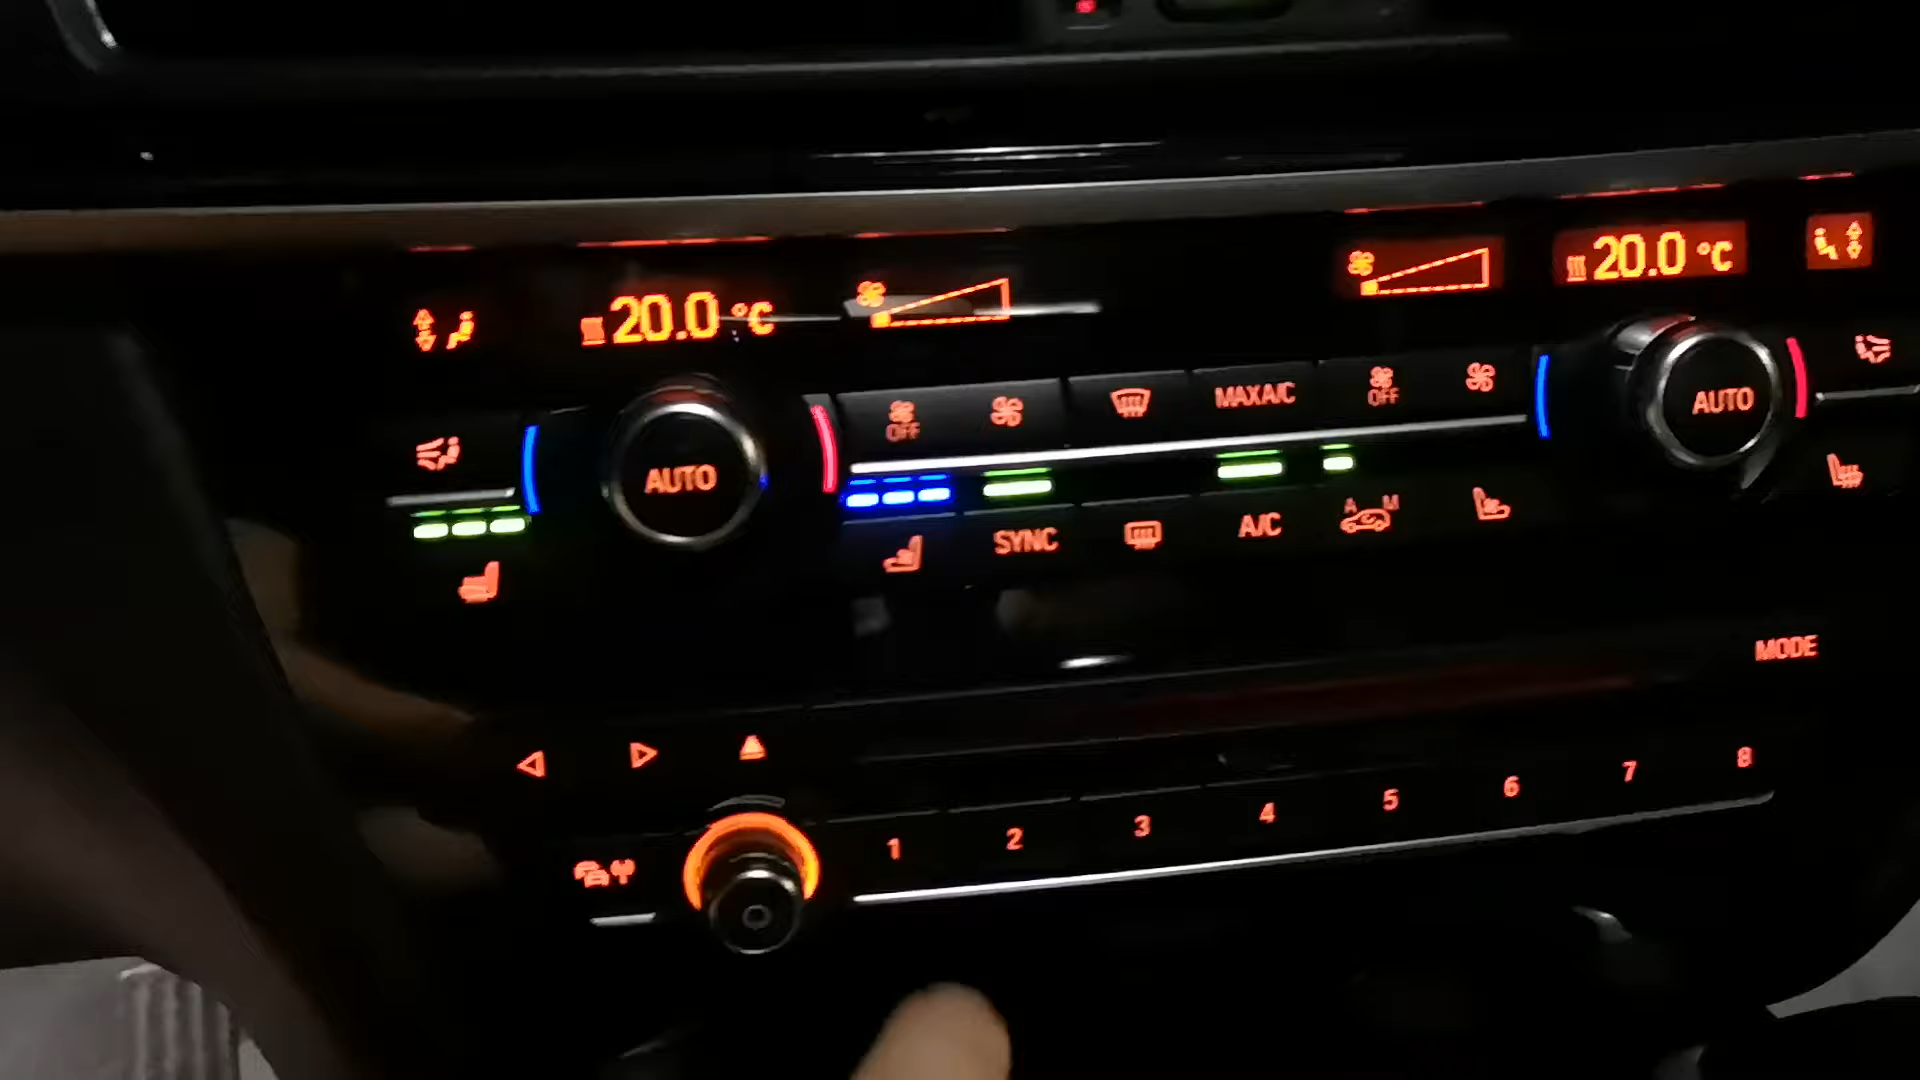 20.0 °C
20.0 °C
AUTO
OFF
MAX A/C
OFF
AUTO
SYNC
A/C
A M
MODE
1 2 3 4 5 6 7 8